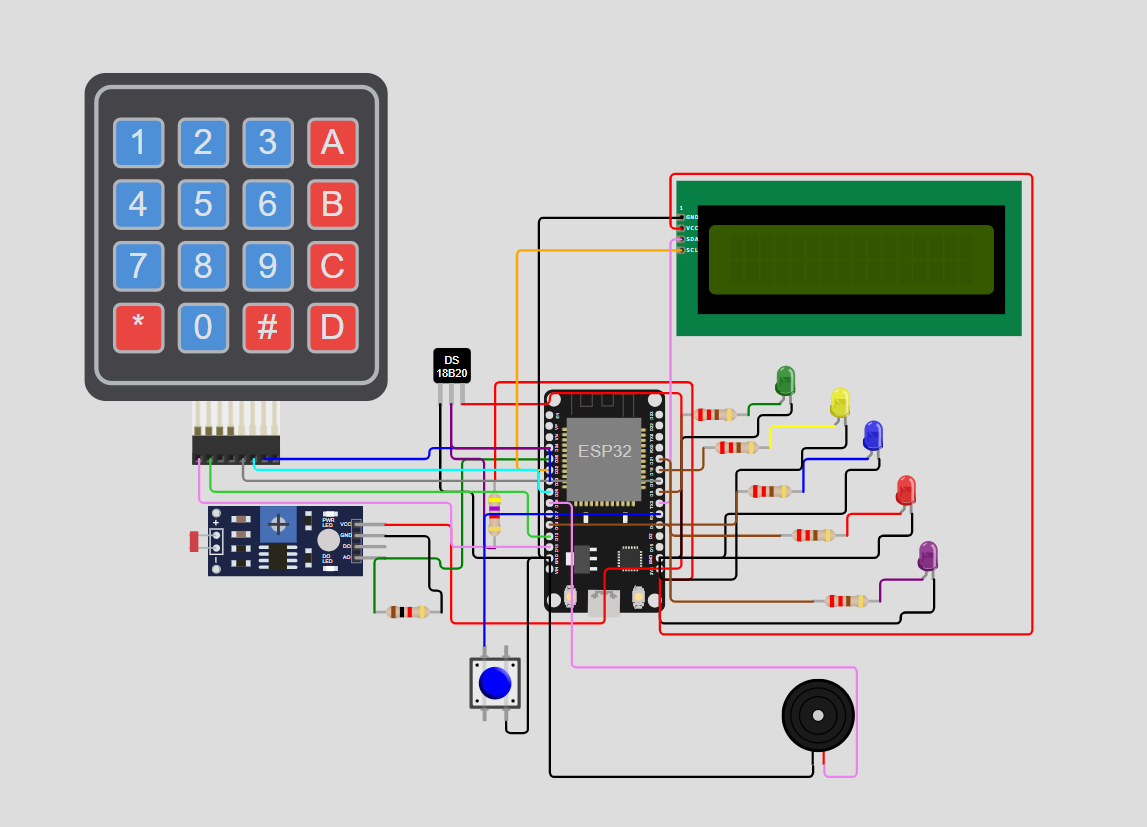 1 2 3 A
4 5 6 B
7 8 9 C
* 0 # D
1
GND
VCC
SDA
SCL
DS
18B20
ESP32
+
PWR
LED
DO
LED
VCC
GND
DO
AO